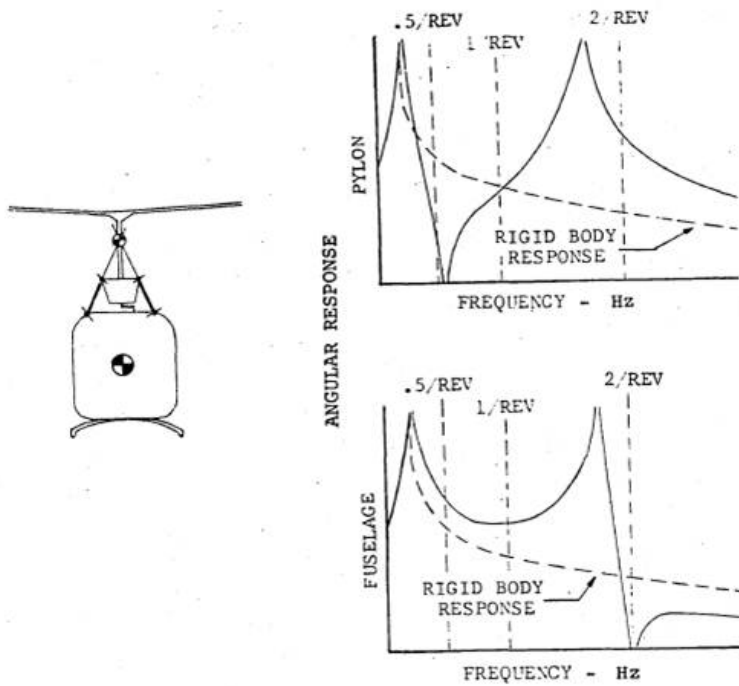 .5/REV
1/REV
2/REV
PYLON
RIGID BODY
RESPONSE
FREQUENCY - Hz
ANGULAR RESPONSE
.5/REV
1/REV
2/REV
FUSELAGE
RIGID BODY
RESPONSE
FREQUENCY - Hz